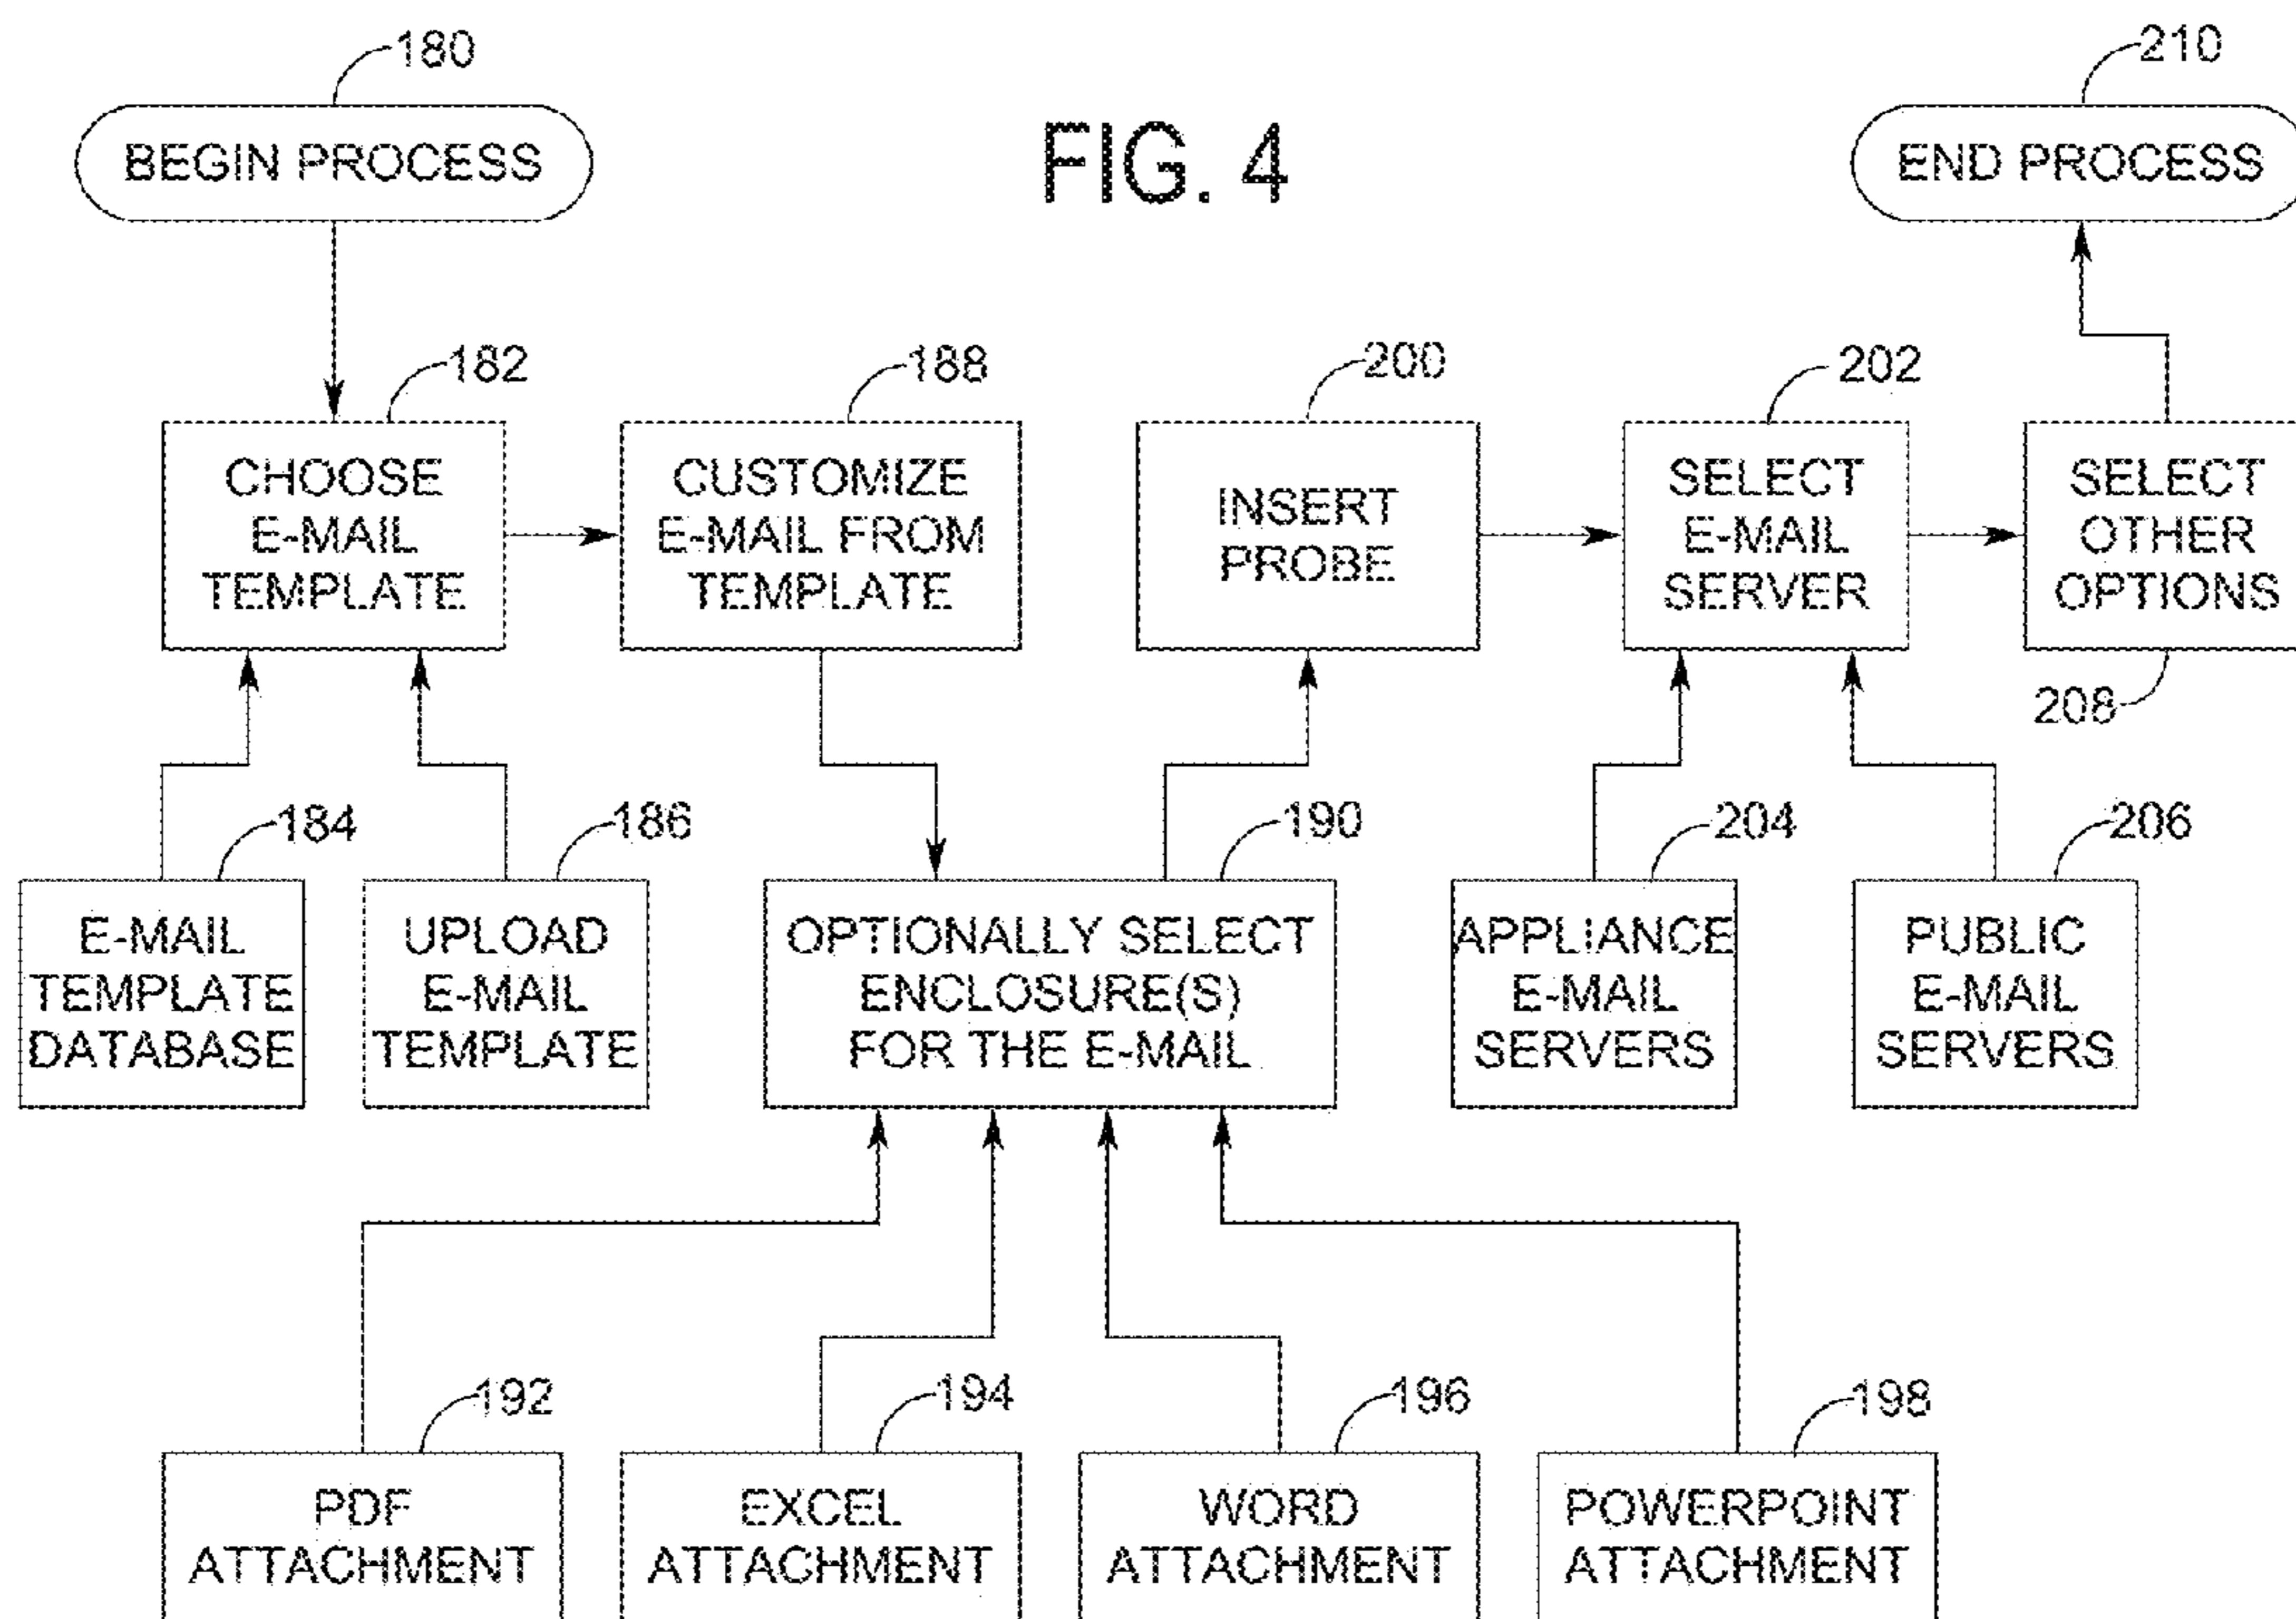 180
210
BEGIN PROCESS
FIG. 4
END PROCESS
182
188
200
202
CHOOSE
E-MAIL
TEMPLATE
CUSTOMIZE
E-MAIL FROM
TEMPLATE
INSERT
PROBE
SELECT
E-MAIL
SERVER
SELECT
OTHER
OPTIONS
208
184
186
190
204
206
E-MAIL
TEMPLATE
DATABASE
UPLOAD
E-MAIL
TEMPLATE
OPTIONALLY SELECT
ENCLOSURE(S)
FOR THE E-MAIL
APPLIANCE
E-MAIL
SERVERS
PUBLIC
E-MAIL
SERVERS
192
194
196
198
PDF
ATTACHMENT
EXCEL
ATTACHMENT
WORD
ATTACHMENT
POWERPOINT
ATTACHMENT